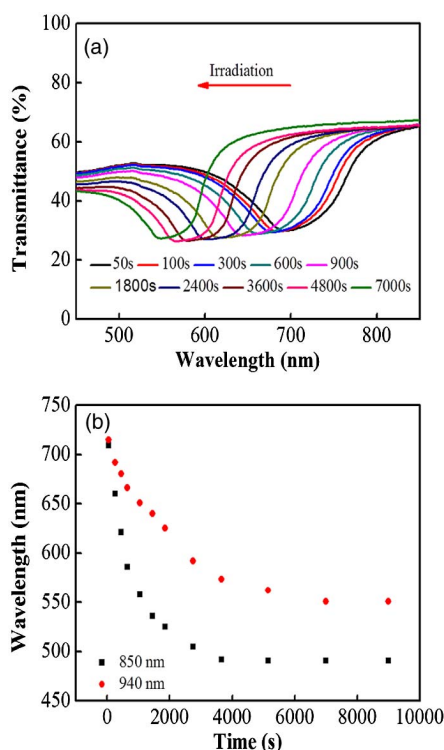 (a)
Irradiation
Transmittance (%)
100
80
60
40
20
0
50s 100s 300s 600s 900s
1800s 2400s 3600s 4800s 7000s
500 600 700 800
Wavelength (nm)
(b)
Wavelength (nm)
750
700
650
600
550
500
450
850 nm
940 nm
0 2000 4000 6000 8000 10000
Time (s)